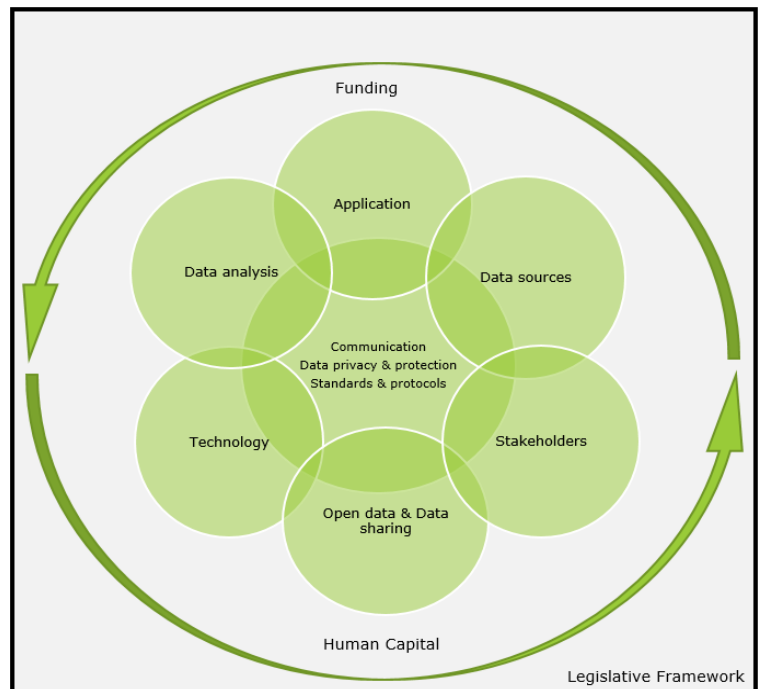 Funding
Application
Data analysis
Data sources
Communication
Data privacy & protection
Standards & protocols
Technology
Stakeholders
Open data & Data
sharing
Human Capital
Legislative Framework